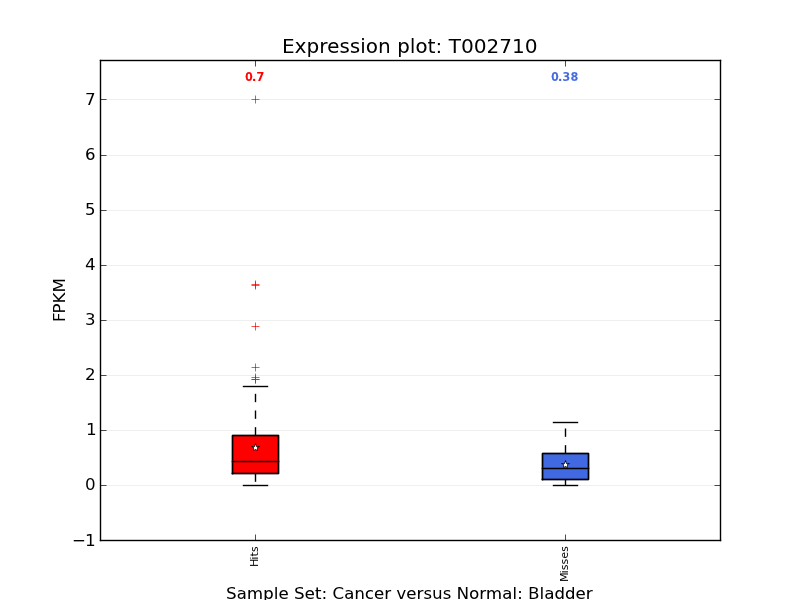 Expression plot: T002710
0.7
0.38
7
6
5
4
3
2
1
0
−1
FPKM
Hits
Misses
Sample Set: Cancer versus Normal: Bladder